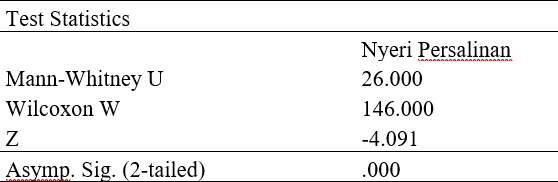 Test Statistics
Nyeri Persalinan
Mann-Whitney U 26.000
Wilcoxon W 146.000
Z -4.091
Asymp. Sig. (2-tailed) .000